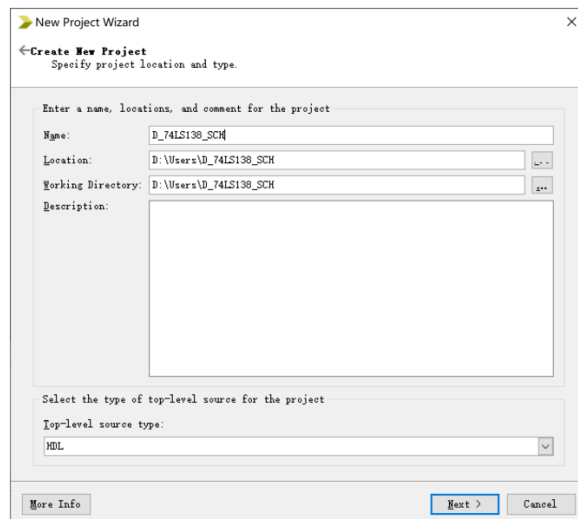 New Project Wizard
Create New Project
Specify project location and type.
Enter a name, locations, and comment for the project
Name:
D_74LS138_SCH
Location:
D:\Users\D_74LS138_SCH
...
Working Directory:
D:\Users\D_74LS138_SCH
...
Description:
Select the type of top-level source for the project
Top-level source type:
HDL
More Info
Next >
Cancel